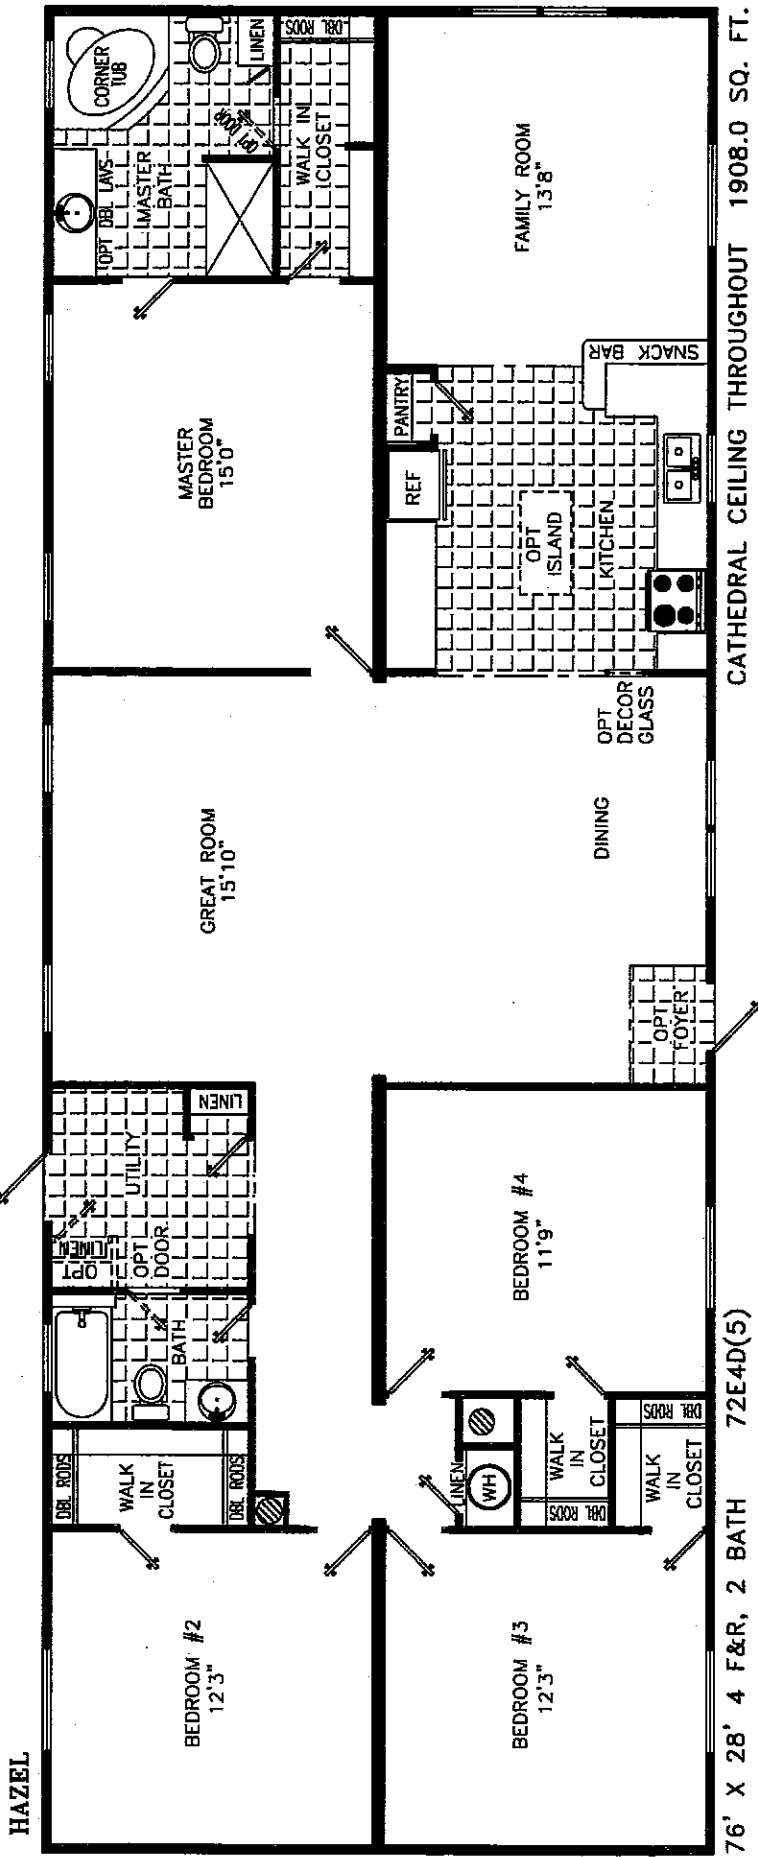 HAZEL
DBL RODS
WALK
IN
CLOSET
DBL RODS
BATH
OPT
LINEN
OPT
DOOR
UTILITY
LINEN
GREAT ROOM
15'10"
MASTER
BEDROOM
15'0"
OPT DBL LAVS
MASTER
BATH
CORNER
TUB
LINEN
OPT DOOR
WALK IN
CLOSET
DBL RODS
BEDROOM #2
12'3"
BEDROOM #3
12'3"
LINEN
WH
WALK
IN
CLOSET
DBL RODS
WALK
IN
CLOSET
DBL RODS
BEDROOM #4
11'9"
OPT
FOYER
DINING
OPT
DECOR
GLASS
KITCHEN
OPT
ISLAND
REF
PANTRY
SNACK BAR
FAMILY ROOM
13'8"
76' X 28' 4 F&R, 2 BATH 72E4D(5) CATHEDRAL CEILING THROUGHOUT 1908.0 SQ. FT.